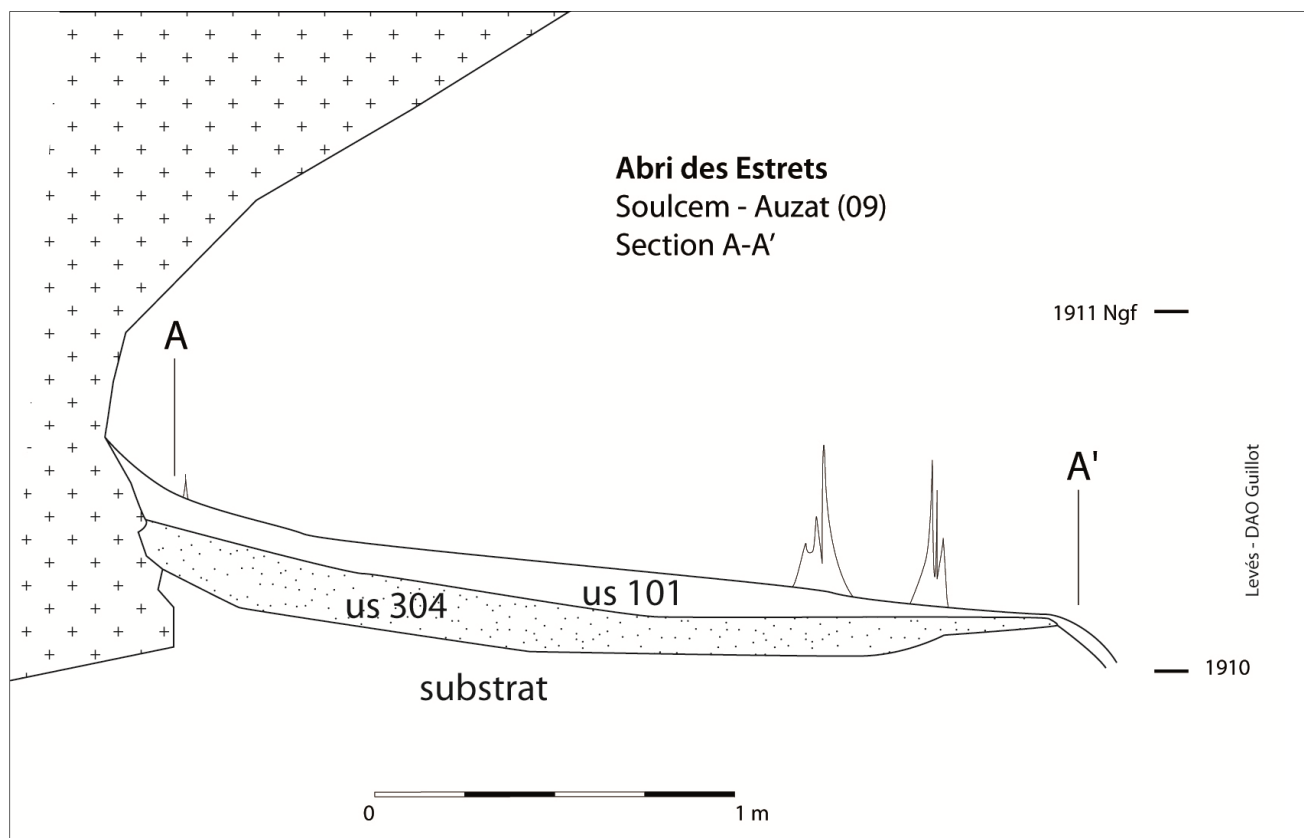 Abri des Estrets
Soulcem - Auzat (09)
Section A-A'
1911 Ngf
A
A'
Levés - DAO Guillot
us 101
us 304
1910
substrat
0
1 m